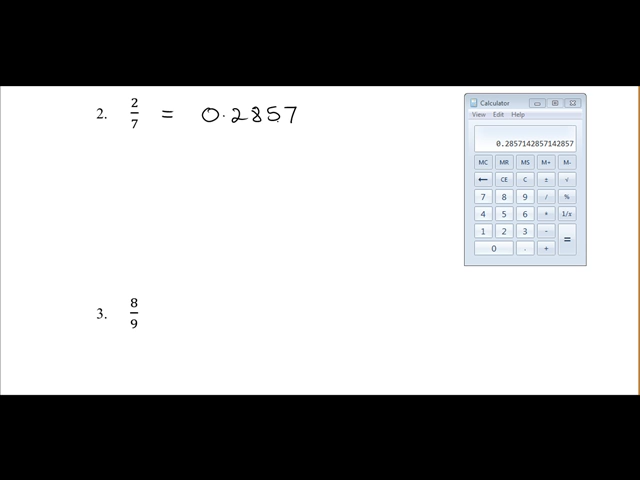 2. 2/7 = 0.2857
Calculator
View Edit Help
0.2857142857142857
MC MR MS M+ M-
← CE C ± √
7 8 9 / %
4 5 6 * 1/x
1 2 3 - =
0 . +
3. 8/9